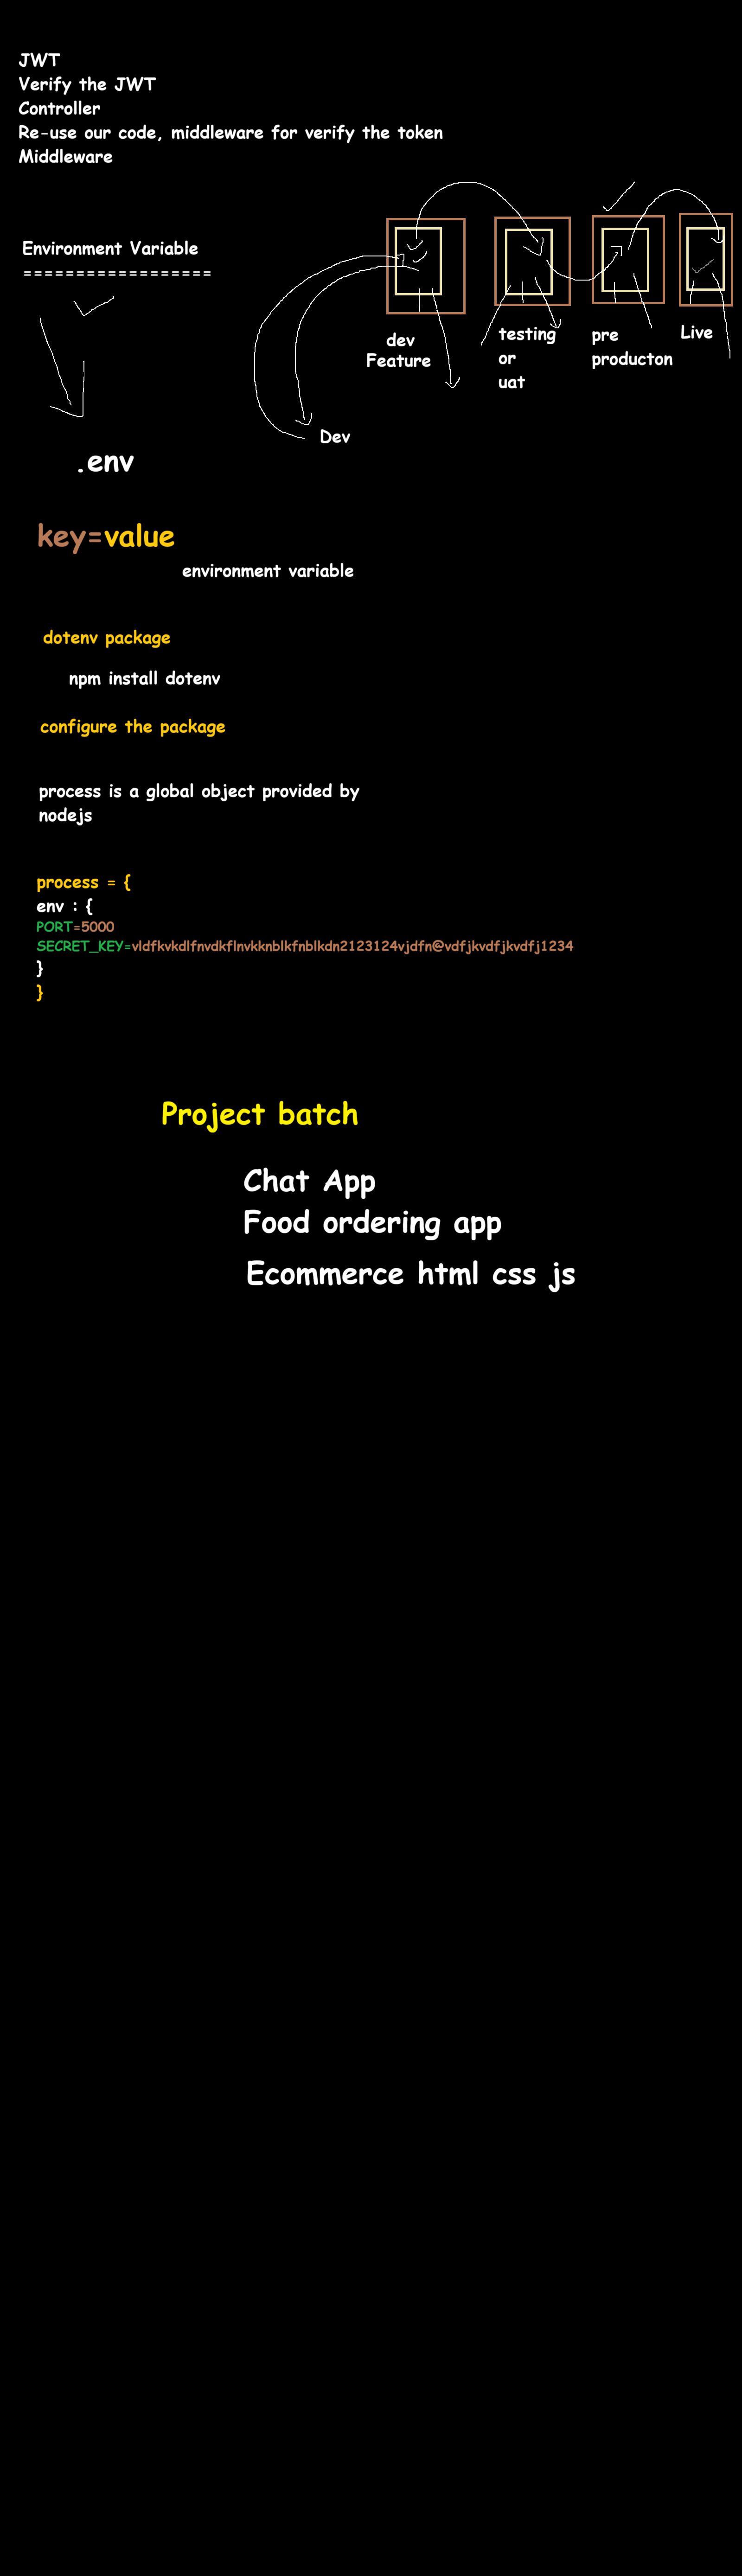 JWT
Verify the JWT
Controller
Re-use our code, middleware for verify the token
Middleware
Environment Variable
==================
dev
Feature
testing
or
uat
pre
producton
Live
Dev
.env
key=value
environment variable
dotenv package
npm install dotenv
configure the package
process is a global object provided by
nodejs
process = {
env : {
PORT=5000
SECRET_KEY=vldfkvkdlfnvdkflnvkknblkfnblkdn2123124vjdfn@vdfjkvdfjkvdfj1234
}
}
Project batch
Chat App
Food ordering app
Ecommerce html css js